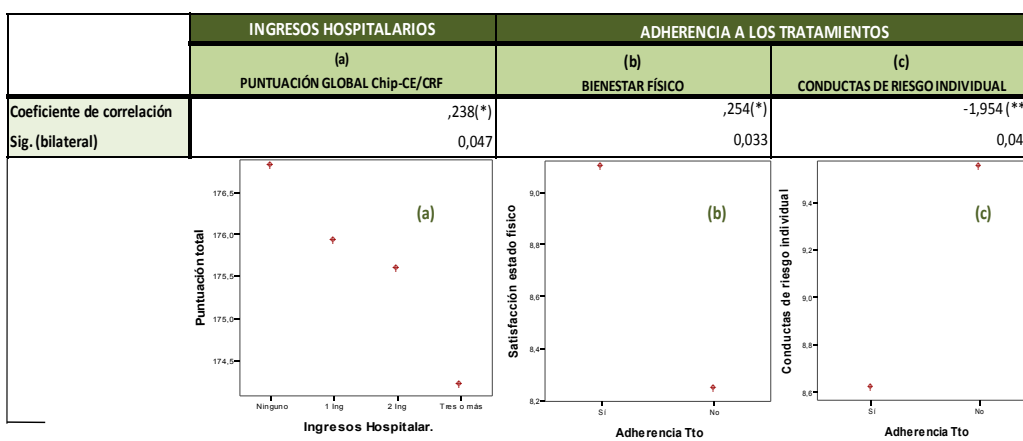 INGRESOS HOSPITALARIOS ADHERENCIA A LOS TRATAMIENTOS
(a) (b) (c)
PUNTUACIÓN GLOBAL Chip-CE/CRF BIENESTAR FÍSICO CONDUCTAS DE RIESGO INDIVIDUAL
Coeficiente de correlación ,238(*) ,254(*) -1,954 (**
Sig. (bilateral) 0,047 0,033 0,04
(a)
Puntuación total
176,5
176,0
175,5
175,0
174,5
Ninguno 1 Ing 2 Ing Tres o más
Ingresos Hospitalar.
(b)
Satisfacción estado físico
9,0
8,8
8,6
8,4
8,2
Sí No
Adherencia Tto
(c)
Conductas de riesgo individual
9,4
9,2
9,0
8,8
8,6
Sí No
Adherencia Tto